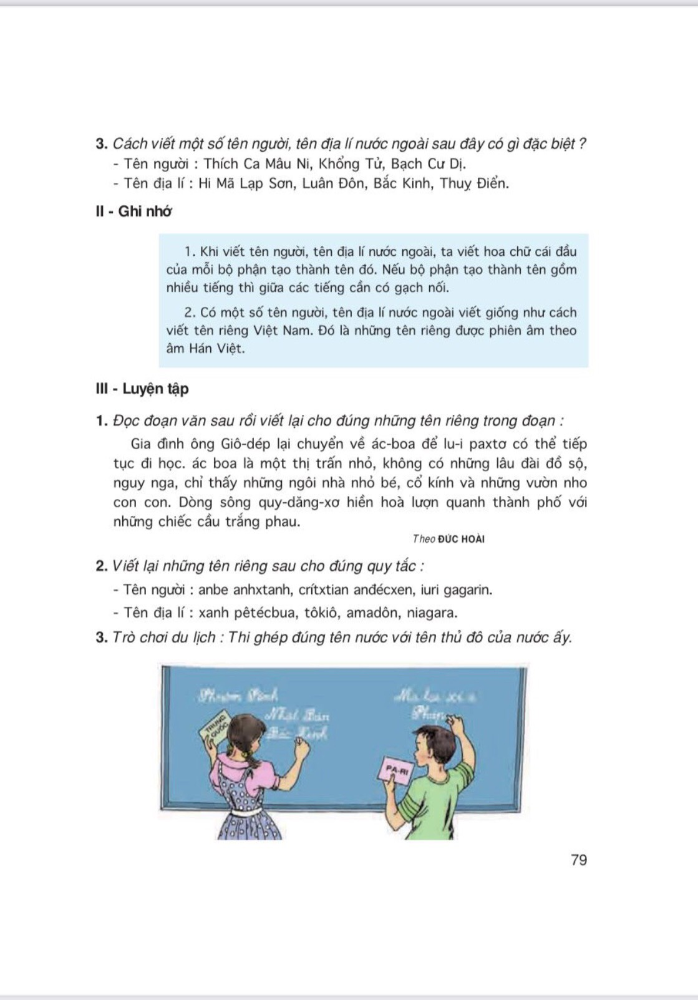 3. Cách viết một số tên người, tên địa lí nước ngoài sau đây có gì đặc biệt ?
- Tên người : Thích Ca Mâu Ni, Khổng Tử, Bạch Cư Dị.
- Tên địa lí : Hi Mã Lạp Sơn, Luân Đôn, Bắc Kinh, Thuỵ Điển.
II - Ghi nhớ
1. Khi viết tên người, tên địa lí nước ngoài, ta viết hoa chữ cái đầu
của mỗi bộ phận tạo thành tên đó. Nếu bộ phận tạo thành tên gồm
nhiều tiếng thì giữa các tiếng cần có gạch nối.
2. Có một số tên người, tên địa lí nước ngoài viết giống như cách
viết tên riêng Việt Nam. Đó là những tên riêng được phiên âm theo
âm Hán Việt.
III - Luyện tập
1. Đọc đoạn văn sau rồi viết lại cho đúng những tên riêng trong đoạn :
Gia đình ông Giô-dép lại chuyển về ác-boa để lu-i paxtơ có thể tiếp
tục đi học. ác boa là một thị trấn nhỏ, không có những lâu đài đồ sộ,
nguy nga, chỉ thấy những ngôi nhà nhỏ bé, cổ kính và những vườn nho
con con. Dòng sông quy-dăng-xơ hiền hoà lượn quanh thành phố với
những chiếc cầu trắng phau.
Theo ĐỨC HOÀI
2. Viết lại những tên riêng sau cho đúng quy tắc :
- Tên người : anbe anhxtanh, crítxtian anđécxen, iuri gagarin.
- Tên địa lí : xanh pêtécbua, tôkiô, amadôn, niagara.
3. Trò chơi du lịch : Thi ghép đúng tên nước với tên thủ đô của nước ấy.
Nhật Bản
Bắc Kinh
TRUNG
QUỐC
PA-RI
79